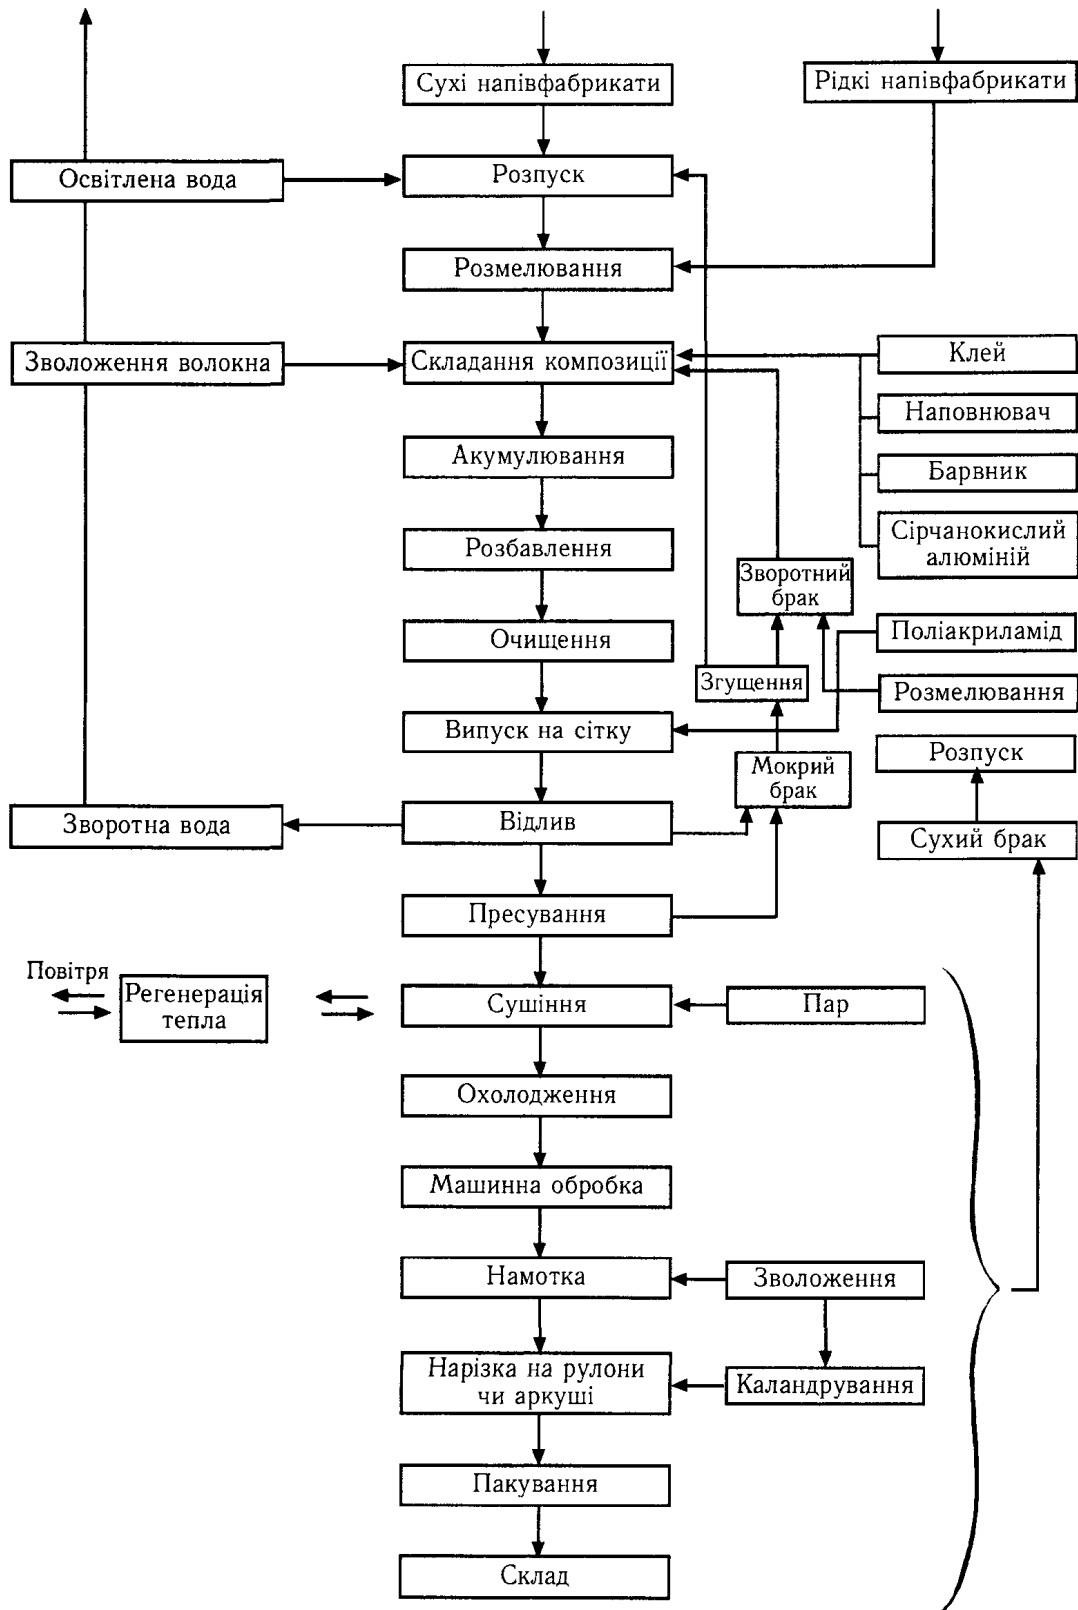 Сухі напівфабрикати
Рідкі напівфабрикати
Освітлена вода
Розпуск
Розмелювання
Зволоження волокна
Складання композиції
Клей
Наповнювач
Акумулювання
Барвник
Сірчанокислий
алюміній
Розбавлення
Зворотний
брак
Очищення
Поліакриламід
Згущення
Розмелювання
Випуск на сітку
Розпуск
Мокрий
брак
Зворотна вода
Відлив
Сухий брак
Пресування
Повітря
Регенерація
тепла
Сушіння
Пар
Охолодження
Машинна обробка
Намотка
Зволоження
Нарізка на рулони
чи аркуші
Каландрування
Пакування
Склад